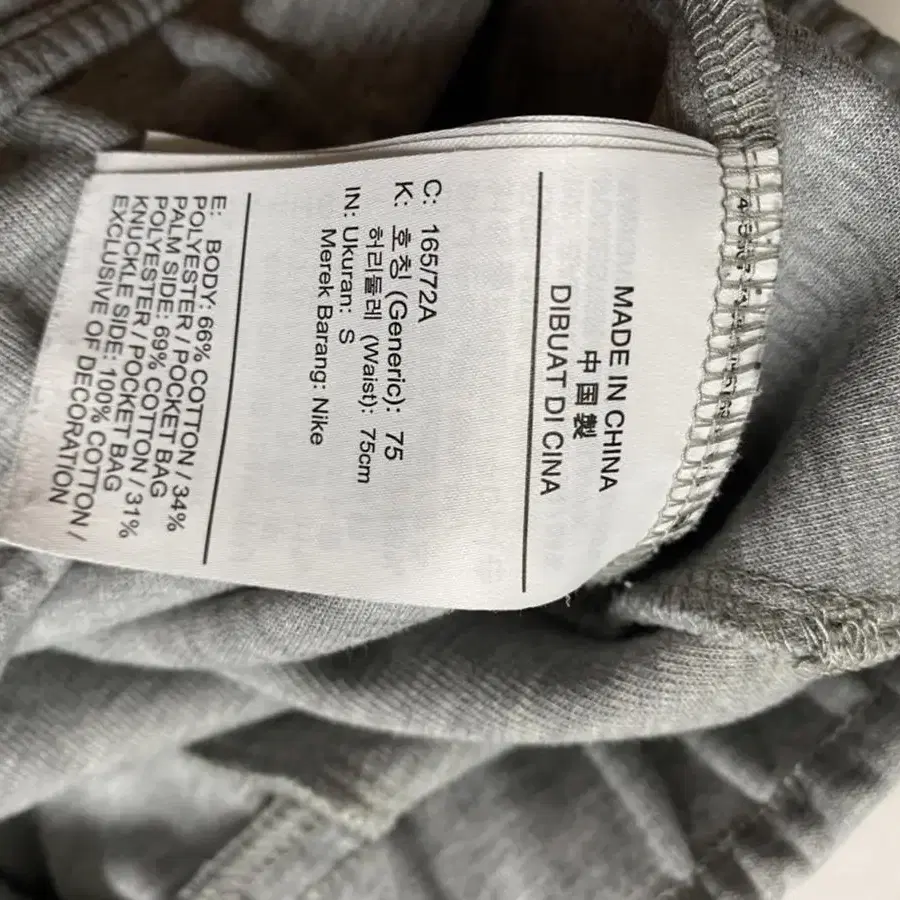 MADE IN CHINA
中国製
DIBUAT DI CINA
C: 165/72A
K: 호칭 (Generic): 75
허리둘레 (Waist): 75cm
IN: Ukuran: S
Merek Barang: Nike
E: BODY: 66% COTTON / 34%
POLYESTER / POCKET BAG
PALM SIDE: 69% COTTON / 31%
POLYESTER / POCKET BAG
KNUCKLE SIDE: 100% COTTON /
EXCLUSIVE OF DECORATION